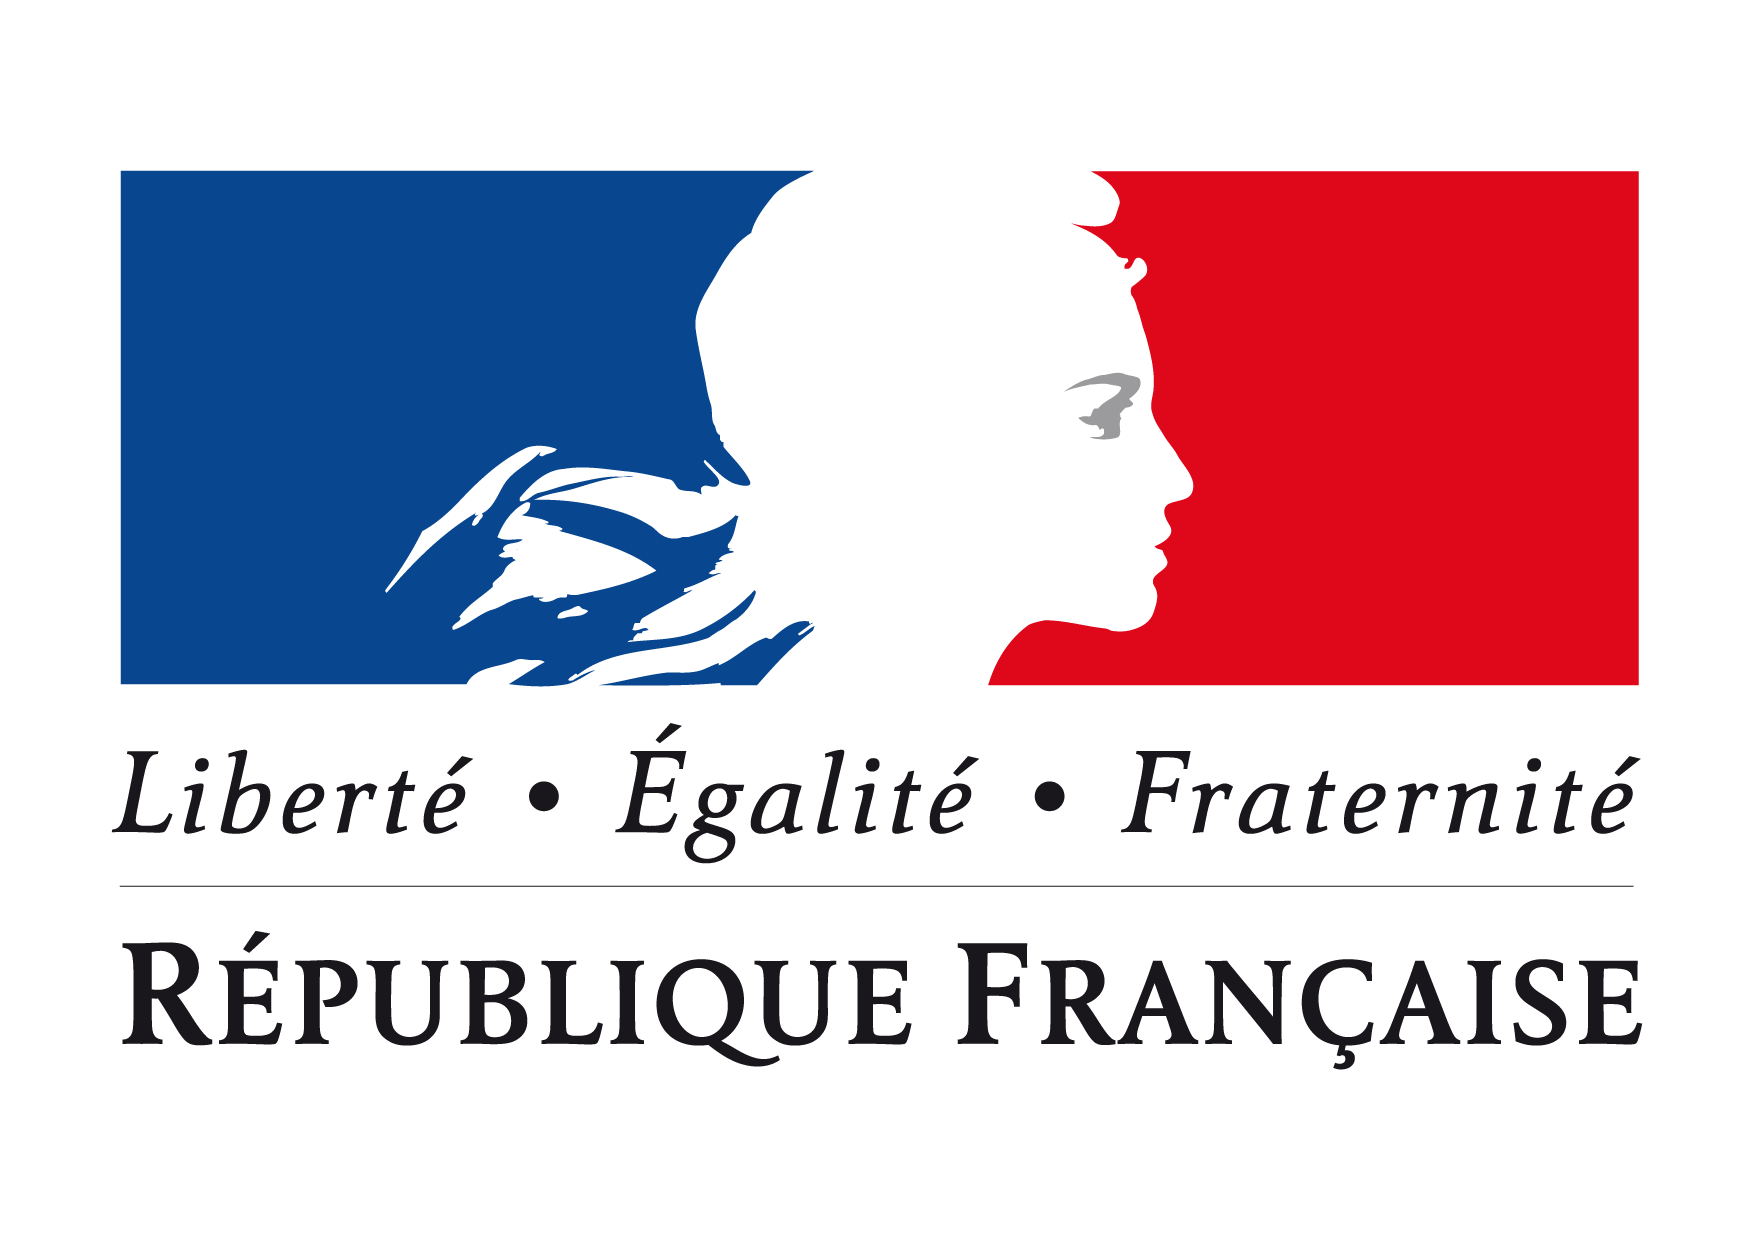 Liberté • Égalité • Fraternité
RÉPUBLIQUE FRANÇAISE